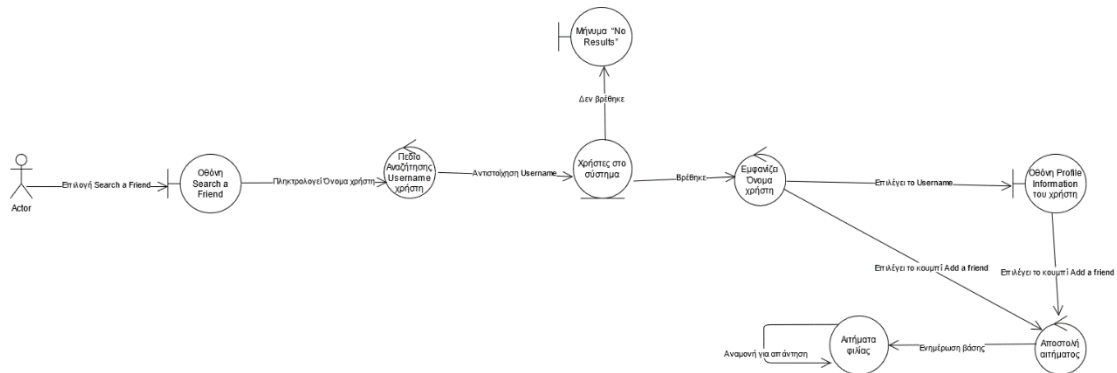 Μήνυμα "No
Results"
Δεν βρέθηκε
Actor
Επιλογή Search a Friend
Οθόνη
Search a
Friend
Πληκτρολογεί Όνομα χρήστη
Πεδίο
Αναζήτησης
Username
χρήστη
Αντιστοίχηση Username
Χρήστες στο
σύστημα
Βρέθηκε
Εμφανίζει
Όνομα
χρήστη
Επιλέγει το Username
Οθόνη Profile
Information
του χρήστη
Επιλέγει το κουμπί Add a friend
Επιλέγει το κουμπί Add a friend
Αποστολή
αιτήματος
Ενημέρωση βάσης
Αιτήματα
φιλίας
Αναμονή για απάντηση